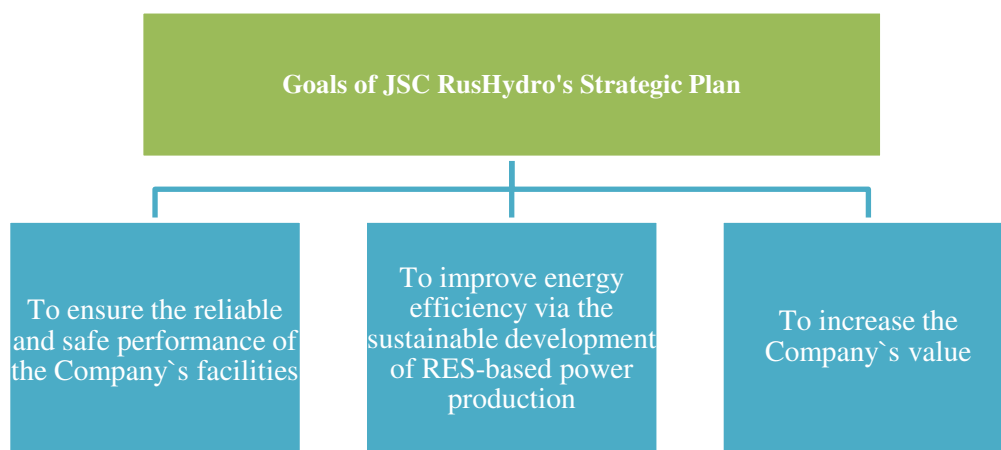 Goals of JSC RusHydro's Strategic Plan
To ensure the reliable
and safe performance of
the Company`s facilities
To improve energy
efficiency via the
sustainable development
of RES-based power
production
To increase the
Company`s value